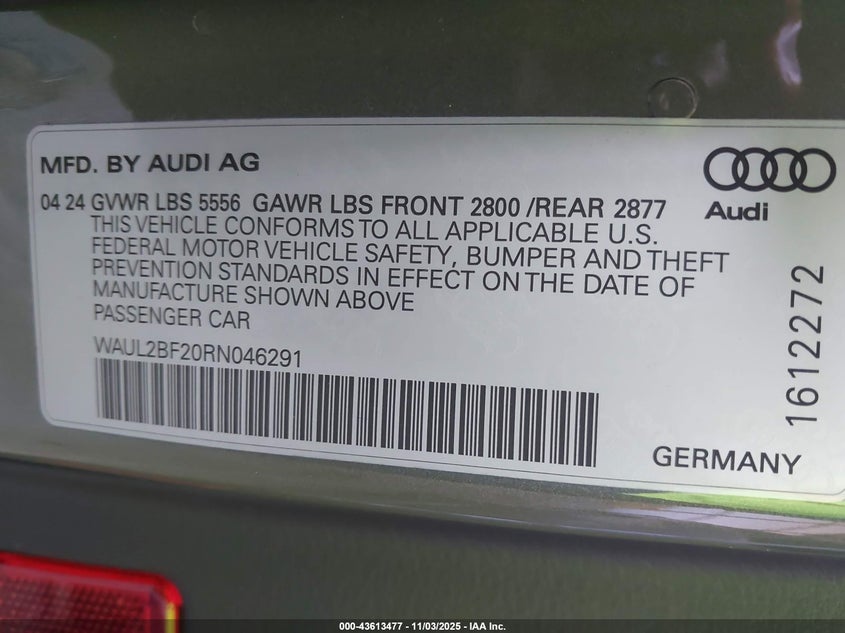 MFD. BY AUDI AG
Audi
04 24 GVWR LBS 5556 GAWR LBS FRONT 2800 /REAR 2877
THIS VEHICLE CONFORMS TO ALL APPLICABLE U.S.
FEDERAL MOTOR VEHICLE SAFETY, BUMPER AND THEFT
PREVENTION STANDARDS IN EFFECT ON THE DATE OF
MANUFACTURE SHOWN ABOVE
PASSENGER CAR
WAUL2BF20RN046291
1612272
GERMANY
000-43613477 - 11/03/2025 - IAA Inc.